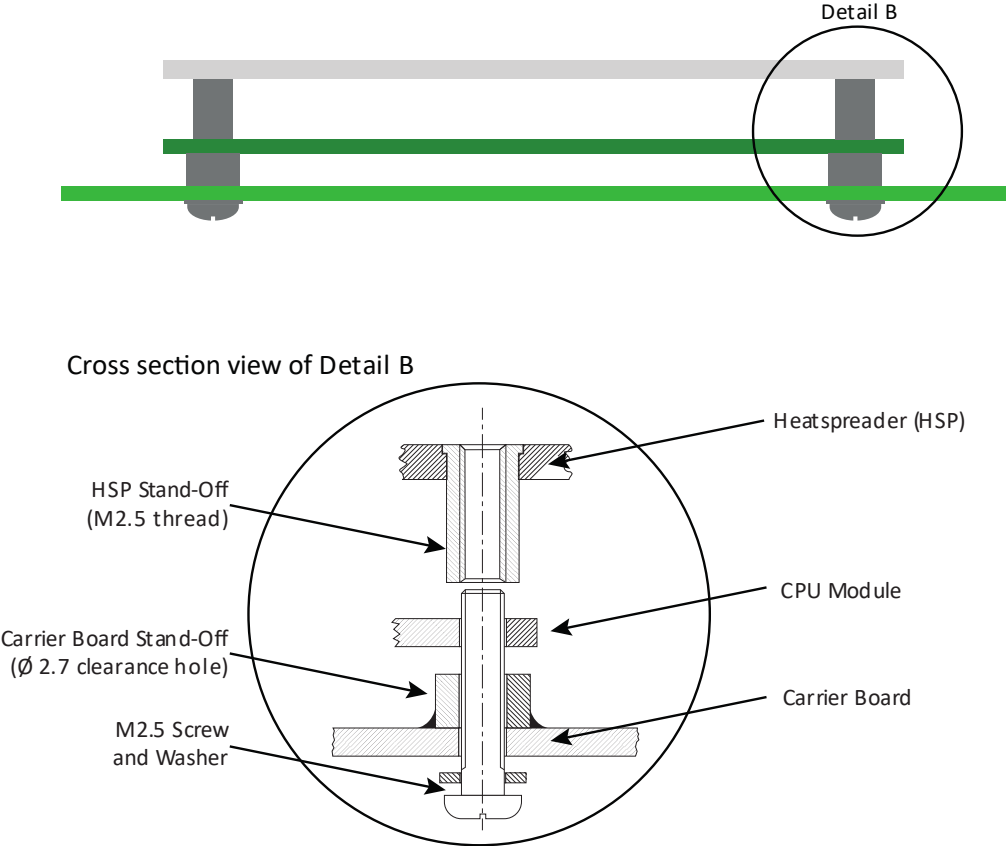 Detail B
Cross section view of Detail B
Heatspreader (HSP)
HSP Stand-Off
(M2.5 thread)
CPU Module
Carrier Board Stand-Off
(Ø 2.7 clearance hole)
Carrier Board
M2.5 Screw
and Washer